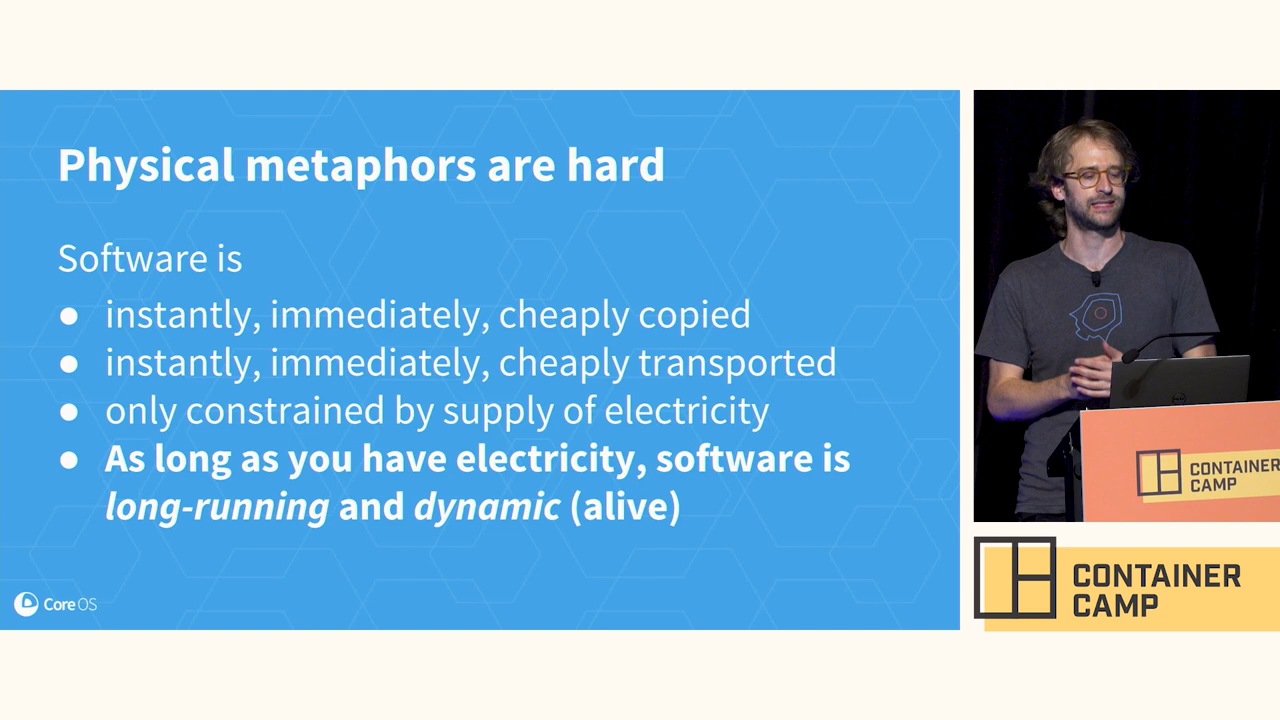 Physical metaphors are hard
Software is
● instantly, immediately, cheaply copied
● instantly, immediately, cheaply transported
● only constrained by supply of electricity
● As long as you have electricity, software is
long-running and dynamic (alive)
CoreOS
CONTAINER
CAMP
CONTAINER
CAMP